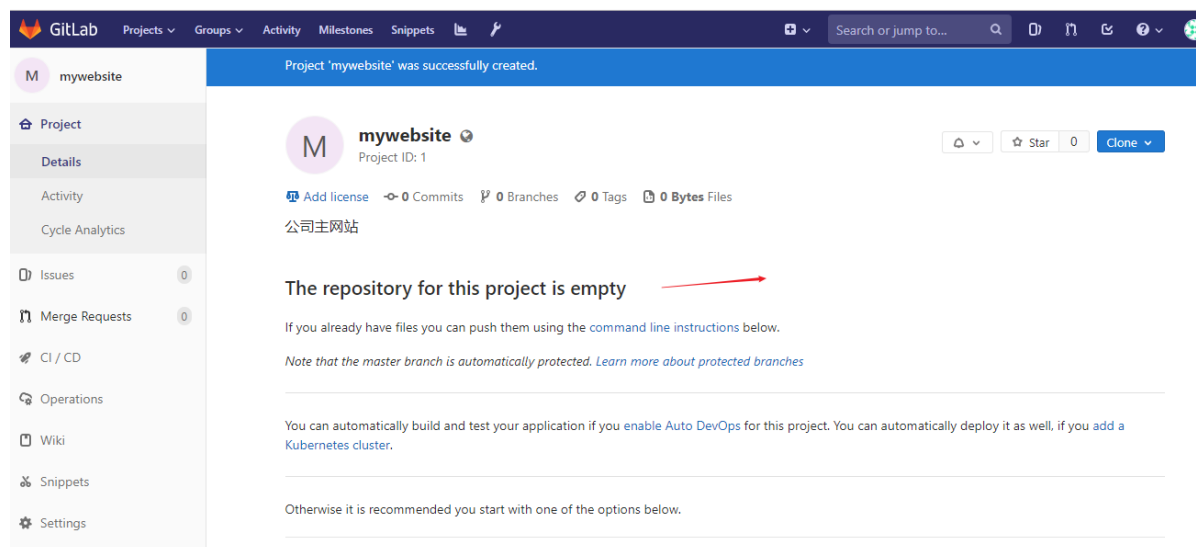 GitLab Projects Groups Activity Milestones Snippets Search or jump to...
M mywebsite
Project 'mywebsite' was successfully created.
Project
Details
Activity
Cycle Analytics
Issues 0
Merge Requests 0
CI / CD
Operations
Wiki
Snippets
Settings
M
mywebsite
Project ID: 1
Star 0 Clone
Add license 0 Commits 0 Branches 0 Tags 0 Bytes Files
公司主网站
The repository for this project is empty
If you already have files you can push them using the command line instructions below.
Note that the master branch is automatically protected. Learn more about protected branches
You can automatically build and test your application if you enable Auto DevOps for this project. You can automatically deploy it as well, if you add a
Kubernetes cluster.
Otherwise it is recommended you start with one of the options below.